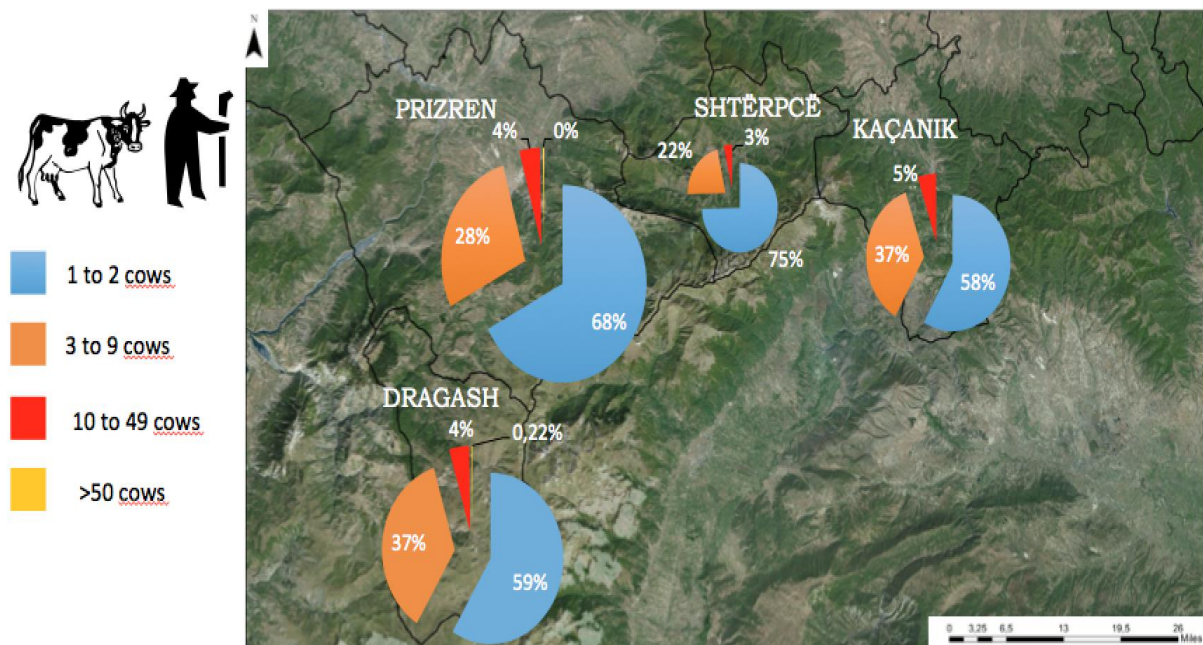 N
PRIZREN
4%
0%
28%
68%
SHTËRPCË
22%
3%
75%
KAÇANIK
5%
37%
58%
DRAGASH
4%
0,22%
37%
59%
1 to 2 cows
3 to 9 cows
10 to 49 cows
>50 cows
0 3,25 6,5 13 19,5 26
Miles